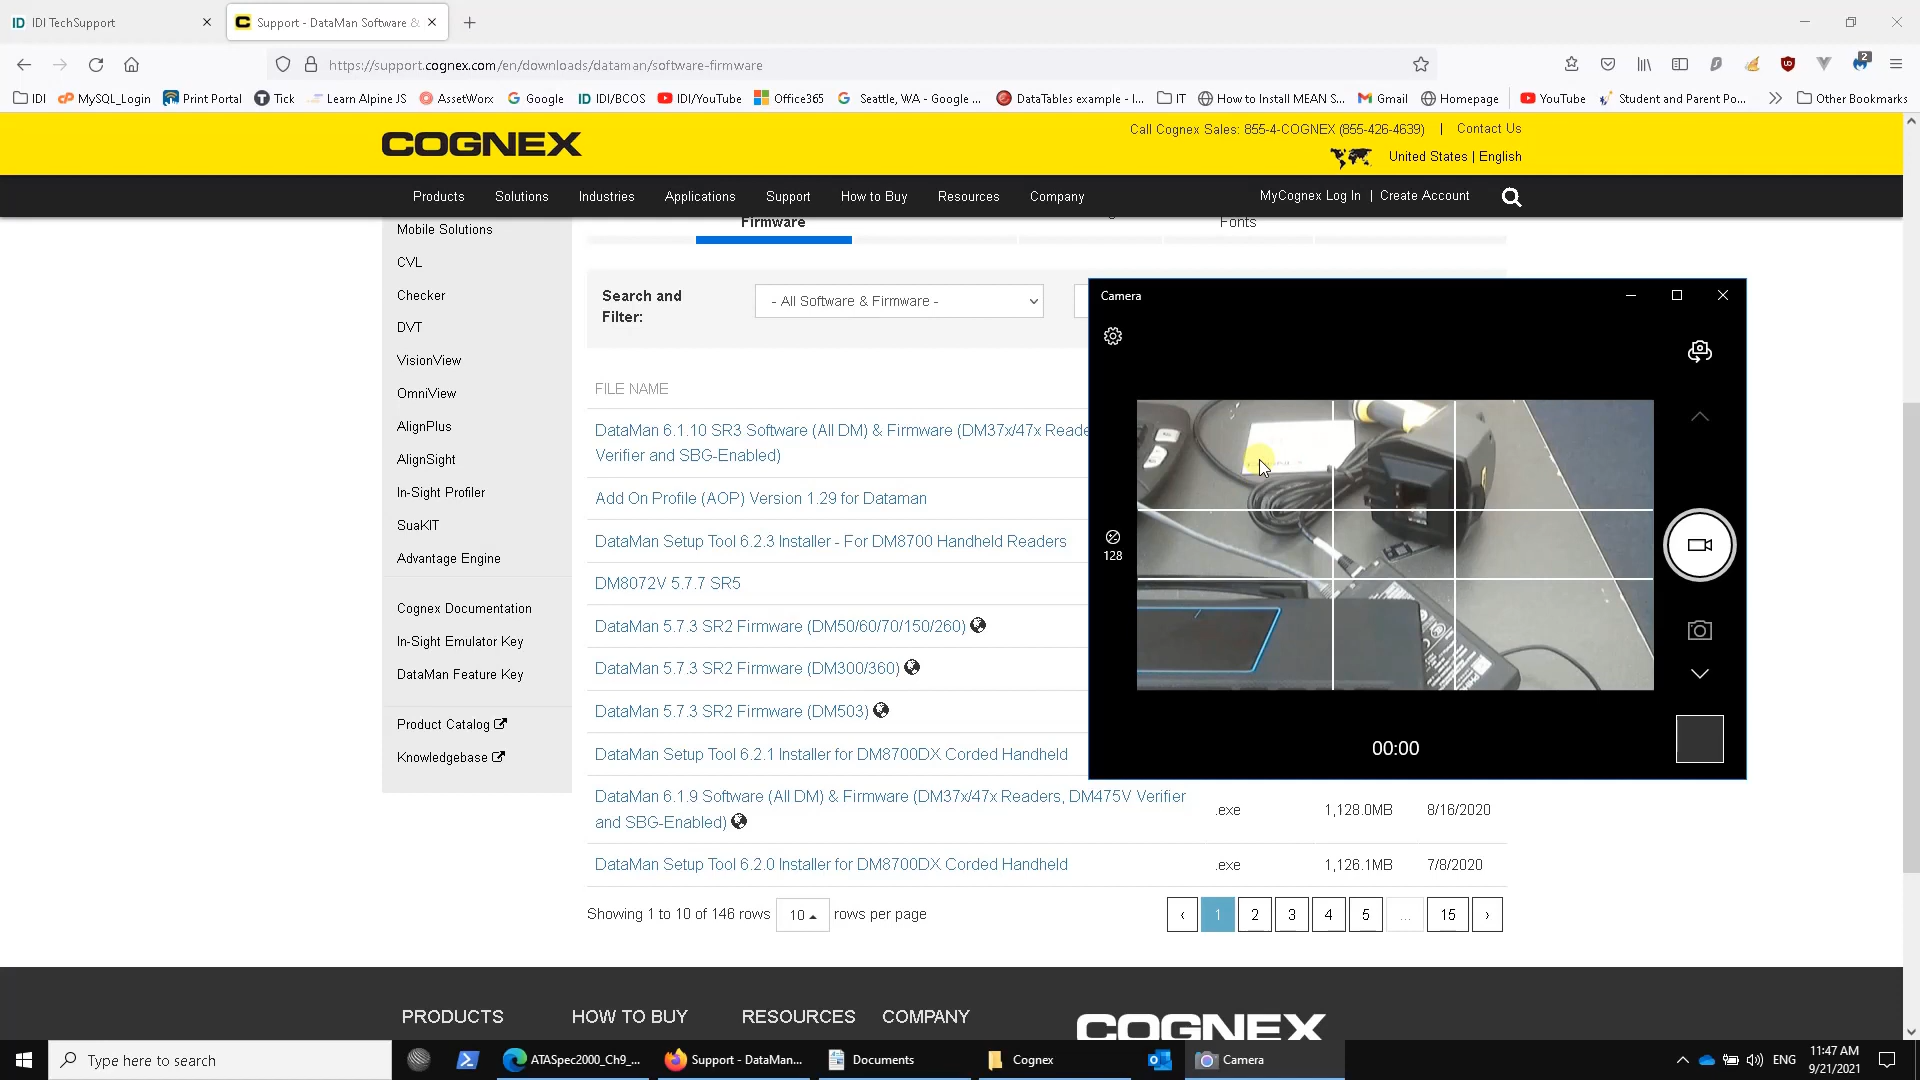 IDI TechSupport
Support - DataMan Software &
https://support.cognex.com/en/downloads/dataman/software-firmware
2
IDI
MySQL_Login
Print Portal
Tick
Learn Alpine JS
AssetWorx
Google
IDI/BCOS
IDI/YouTube
Office365
Seattle, WA - Google ...
DataTables example - I...
IT
How to Install MEAN S...
Gmail
Homepage
YouTube
Student and Parent Po...
Other Bookmarks
COGNEX
Call Cognex Sales: 855-4-COGNEX (855-426-4639) | Contact Us
United States | English
Products Solutions Industries Applications Support How to Buy Resources Company
MyCognex Log In | Create Account
Mobile Solutions
CVL
Checker
DVT
VisionView
OmniView
AlignPlus
AlignSight
In-Sight Profiler
SuaKIT
Advantage Engine
Cognex Documentation
In-Sight Emulator Key
DataMan Feature Key
Product Catalog
Knowledgebase
Firmware
Fonts
Search and
Filter:
- All Software & Firmware -
FILE NAME
DataMan 6.1.10 SR3 Software (All DM) & Firmware (DM37x/47x Reade
Verifier and SBG-Enabled)
Add On Profile (AOP) Version 1.29 for Dataman
DataMan Setup Tool 6.2.3 Installer - For DM8700 Handheld Readers
DM8072V 5.7.7 SR5
DataMan 5.7.3 SR2 Firmware (DM50/60/70/150/260)
DataMan 5.7.3 SR2 Firmware (DM300/360)
DataMan 5.7.3 SR2 Firmware (DM503)
DataMan Setup Tool 6.2.1 Installer for DM8700DX Corded Handheld
DataMan 6.1.9 Software (All DM) & Firmware (DM37x/47x Readers, DM475V Verifier
and SBG-Enabled)
.exe 1,128.0MB 8/16/2020
DataMan Setup Tool 6.2.0 Installer for DM8700DX Corded Handheld .exe 1,126.1MB 7/8/2020
Showing 1 to 10 of 146 rows 10 rows per page
‹ 1 2 3 4 5 ... 15 ›
Camera
128
00:00
PRODUCTS HOW TO BUY RESOURCES COMPANY
COGNEX
Type here to search
ATASpec2000_Ch9_...
Support - DataMan...
Documents
Cognex
Camera
ENG
11:47 AM
9/21/2021